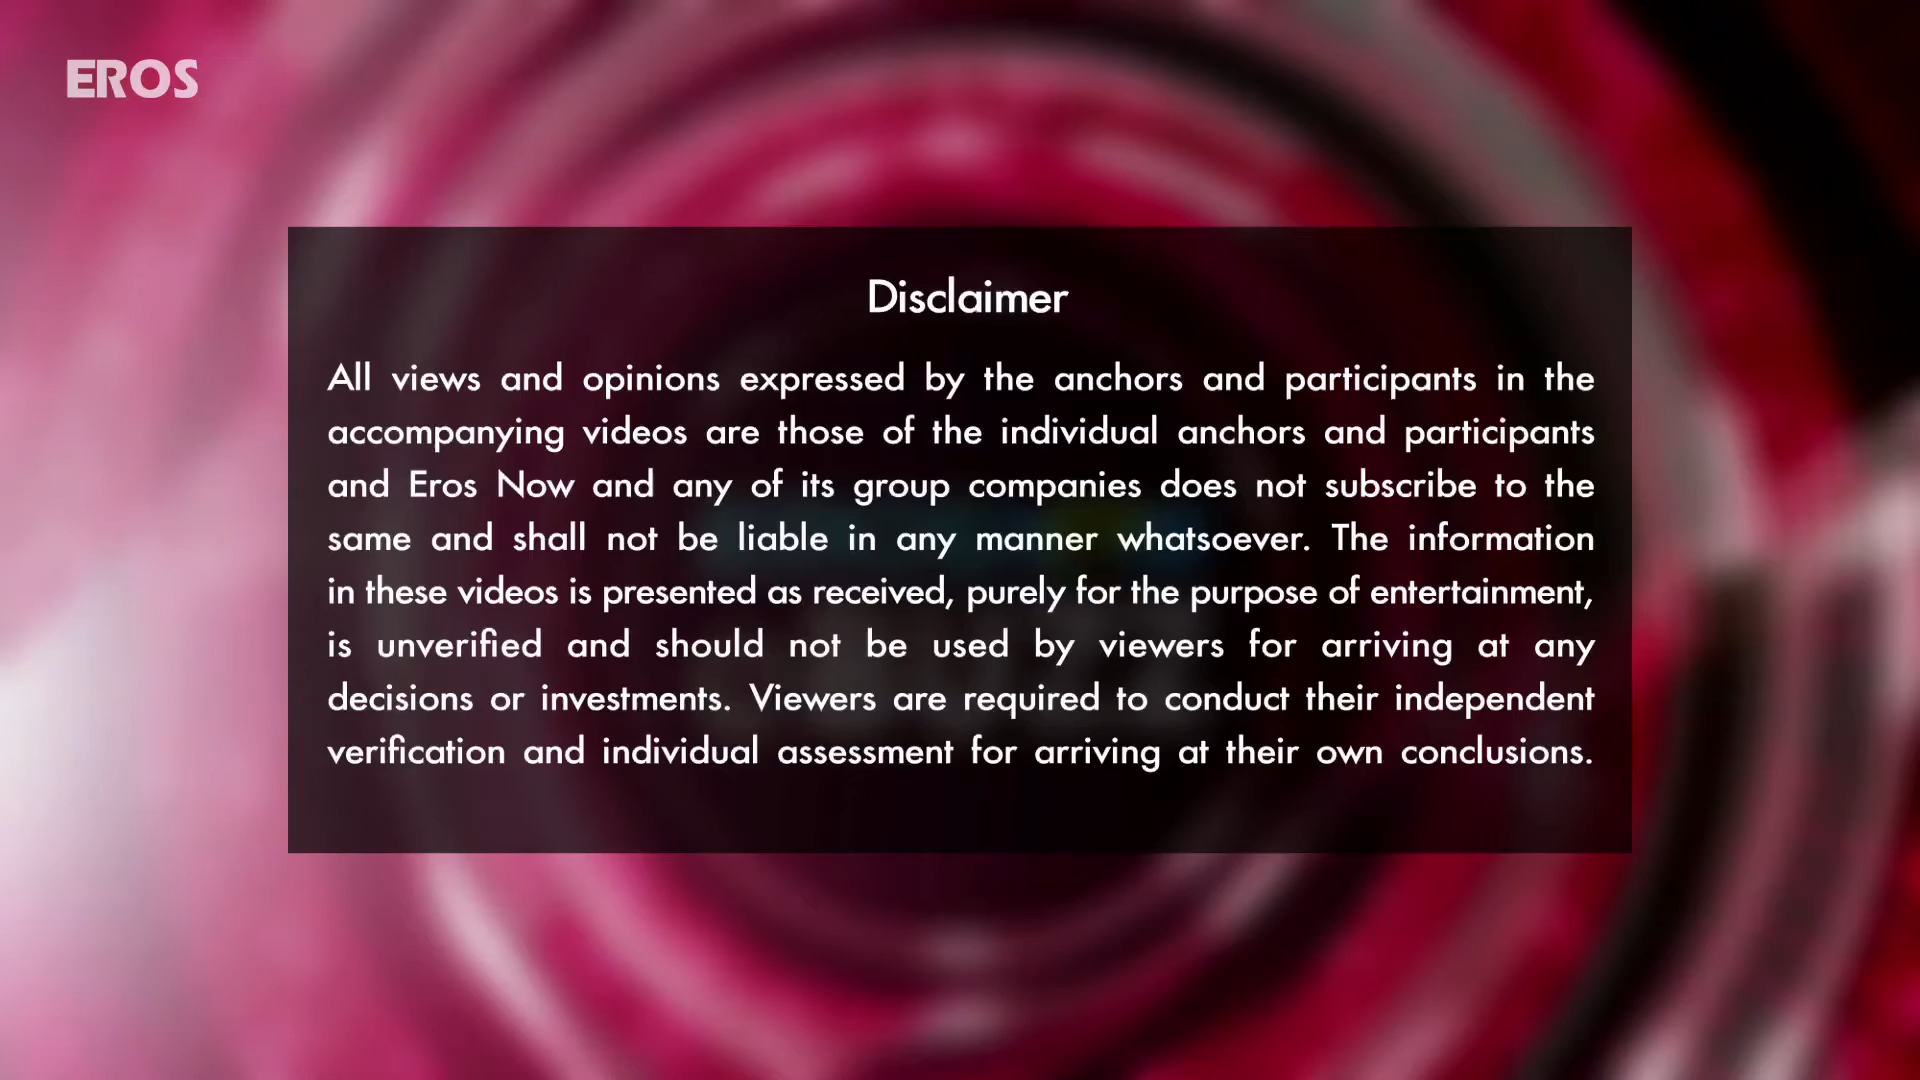 EROS
Disclaimer
All views and opinions expressed by the anchors and participants in the
accompanying videos are those of the individual anchors and participants
and Eros Now and any of its group companies does not subscribe to the
same and shall not be liable in any manner whatsoever. The information
in these videos is presented as received, purely for the purpose of entertainment,
is unverified and should not be used by viewers for arriving at any
decisions or investments. Viewers are required to conduct their independent
verification and individual assessment for arriving at their own conclusions.